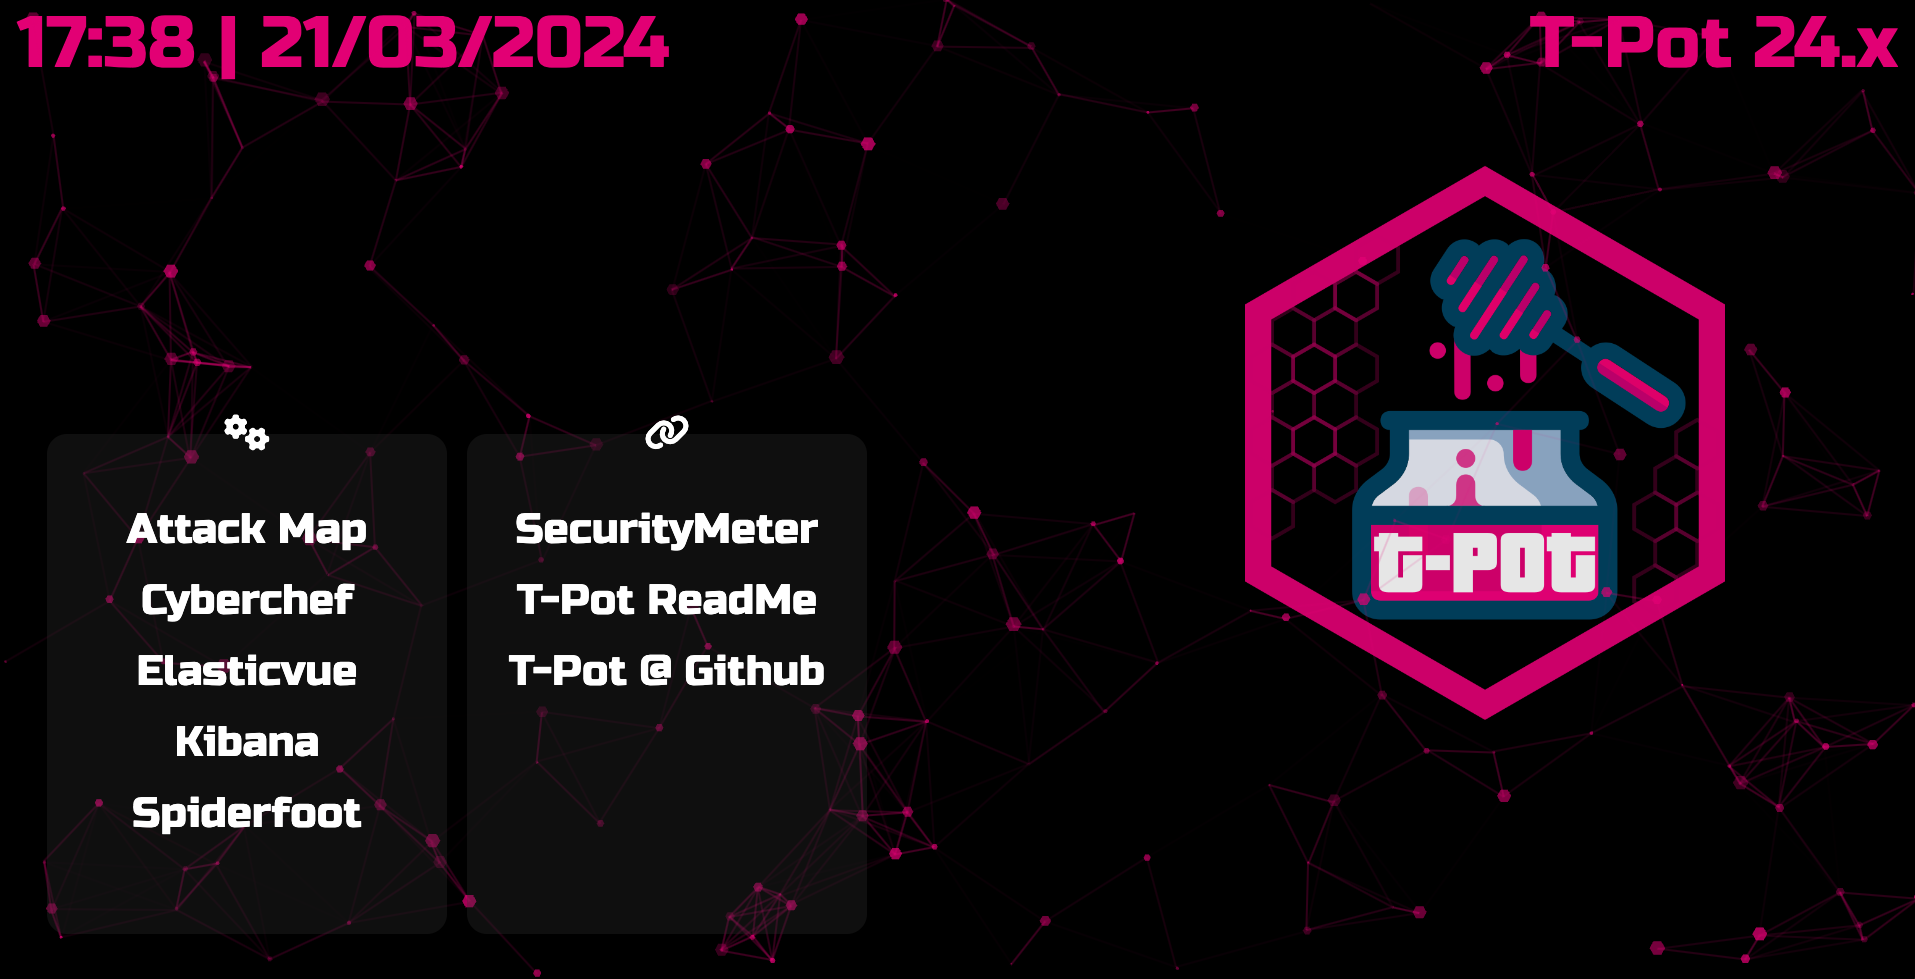 17:38 | 21/03/2024
T-Pot 24.x
Attack Map
Cyberchef
Elasticvue
Kibana
Spiderfoot
SecurityMeter
T-Pot ReadMe
T-Pot @ Github
T-POT